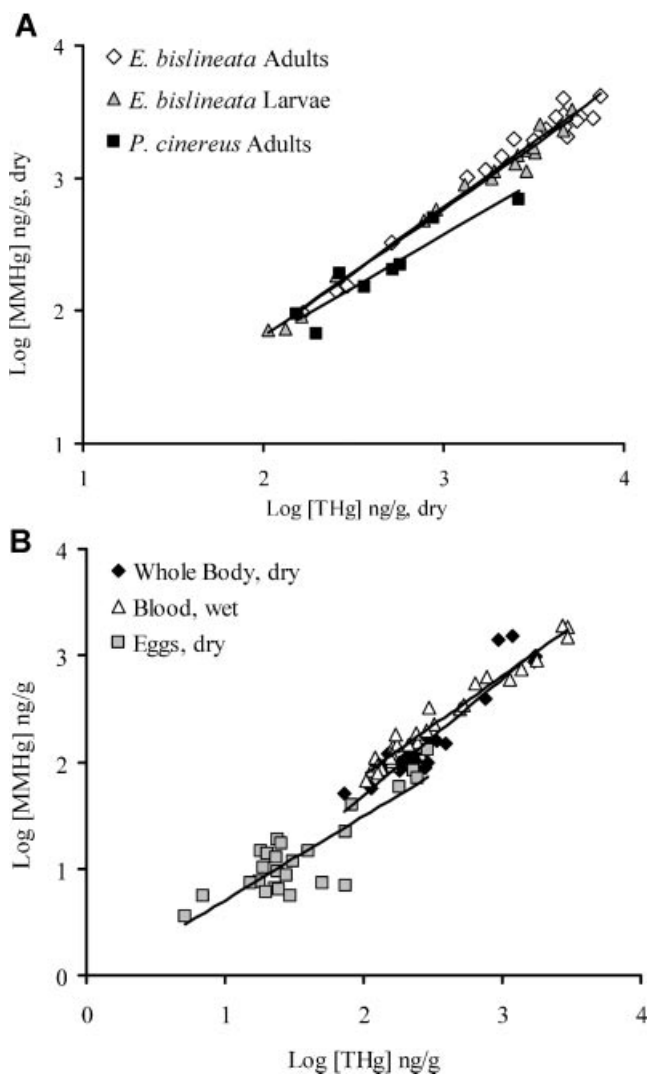 A
4
E. bislineata Adults
E. bislineata Larvae
P. cinereus Adults
3
Log [MMHg] ng/g, dry
2
1
1 2 3 4
Log [THg] ng/g, dry
B
4
Whole Body, dry
Blood, wet
Eggs, dry
3
Log [MMHg] ng/g
2
1
0
0 1 2 3 4
Log [THg] ng/g